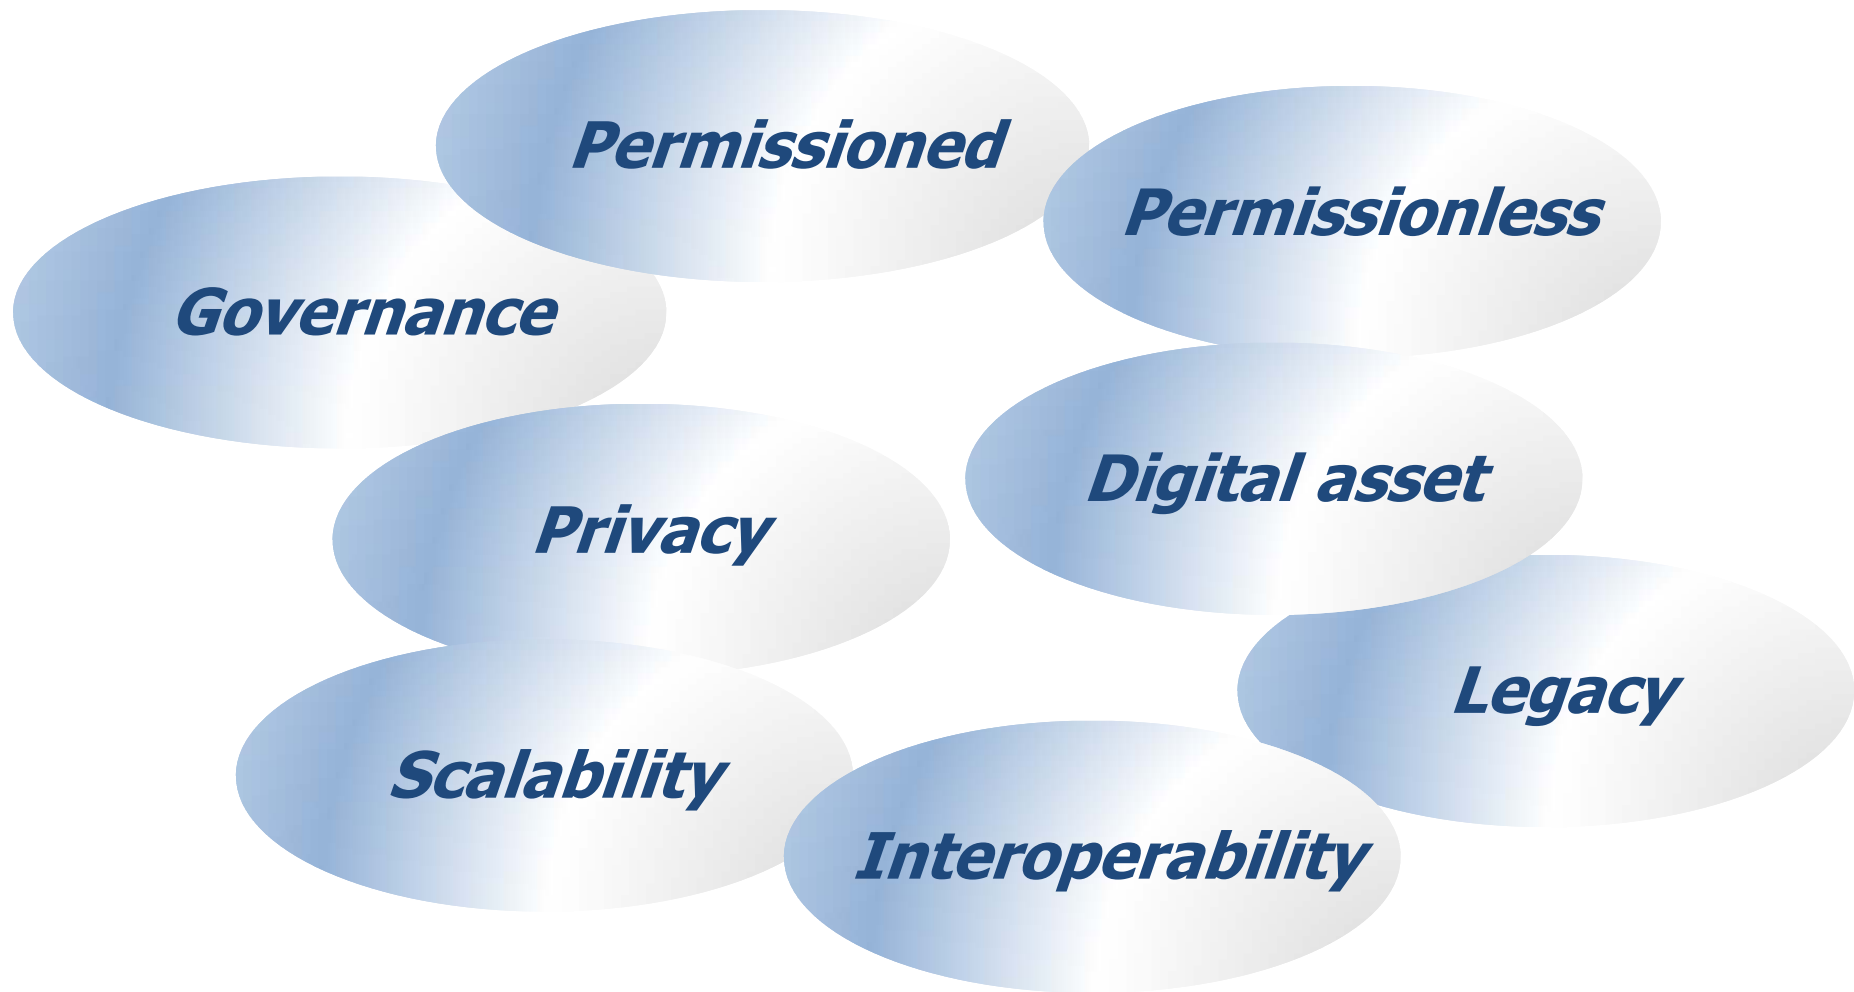 Permissioned
Permissionless
Governance
Digital asset
Privacy
Legacy
Scalability
Interoperability